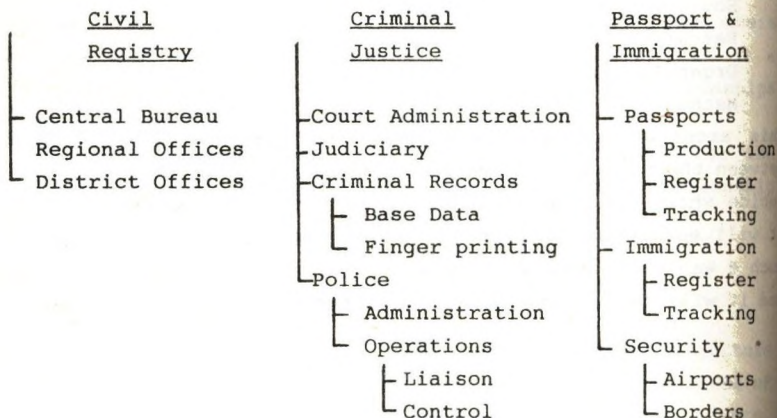 Civil
Registry
Central Bureau
Regional Offices
District Offices
Criminal
Justice
Court Administration
Judiciary
Criminal Records
Base Data
Finger printing
Police
Administration
Operations
Liaison
Control
Passport &
Immigration
Passports
Production
Register
Tracking
Immigration
Register
Tracking
Security
Airports
Borders